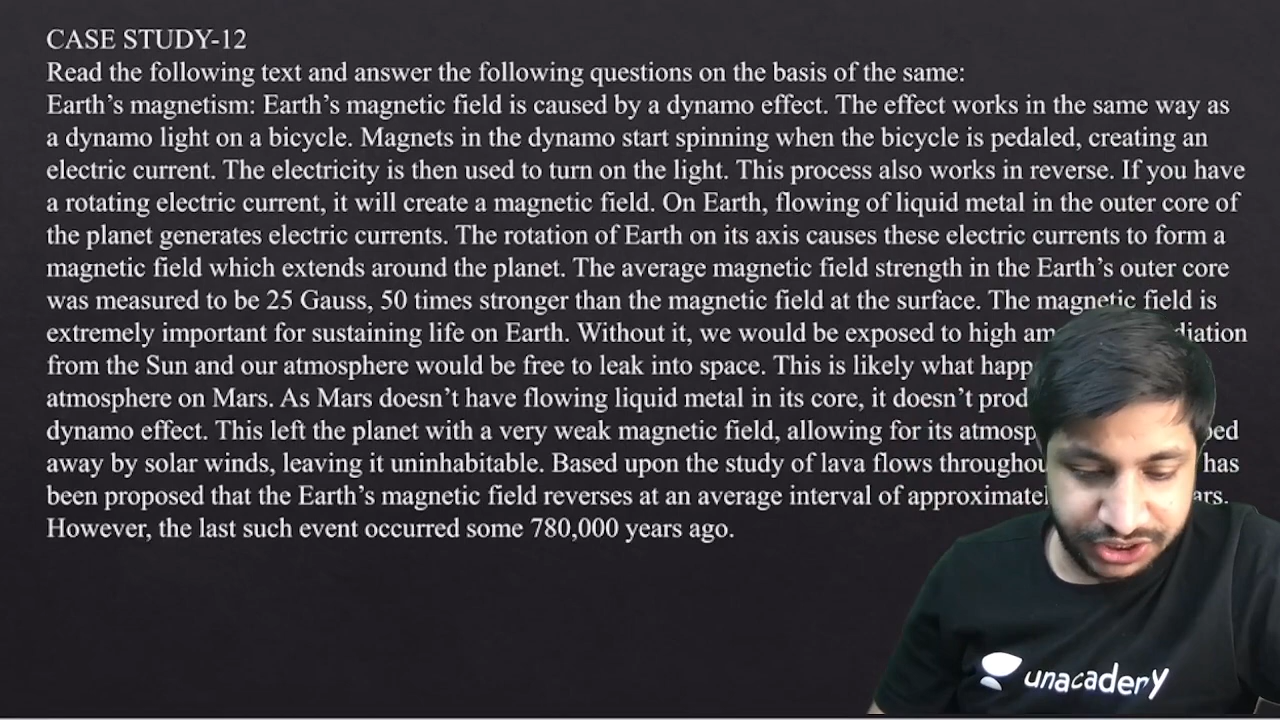 CASE STUDY-12
Read the following text and answer the following questions on the basis of the same:
Earth’s magnetism: Earth’s magnetic field is caused by a dynamo effect. The effect works in the same way as
a dynamo light on a bicycle. Magnets in the dynamo start spinning when the bicycle is pedaled, creating an
electric current. The electricity is then used to turn on the light. This process also works in reverse. If you have
a rotating electric current, it will create a magnetic field. On Earth, flowing of liquid metal in the outer core of
the planet generates electric currents. The rotation of Earth on its axis causes these electric currents to form a
magnetic field which extends around the planet. The average magnetic field strength in the Earth’s outer core
was measured to be 25 Gauss, 50 times stronger than the magnetic field at the surface. The magnetic field is
extremely important for sustaining life on Earth. Without it, we would be exposed to high
from the Sun and our atmosphere would be free to leak into space. This is likely what
atmosphere on Mars. As Mars doesn’t have flowing liquid metal in its core, it doesn’t
dynamo effect. This left the planet with a very weak magnetic field, allowing for its
away by solar winds, leaving it uninhabitable. Based upon the study of lava flows has
been proposed that the Earth’s magnetic field reverses at an average interval of
However, the last such event occurred some 780,000 years ago.
unacademy